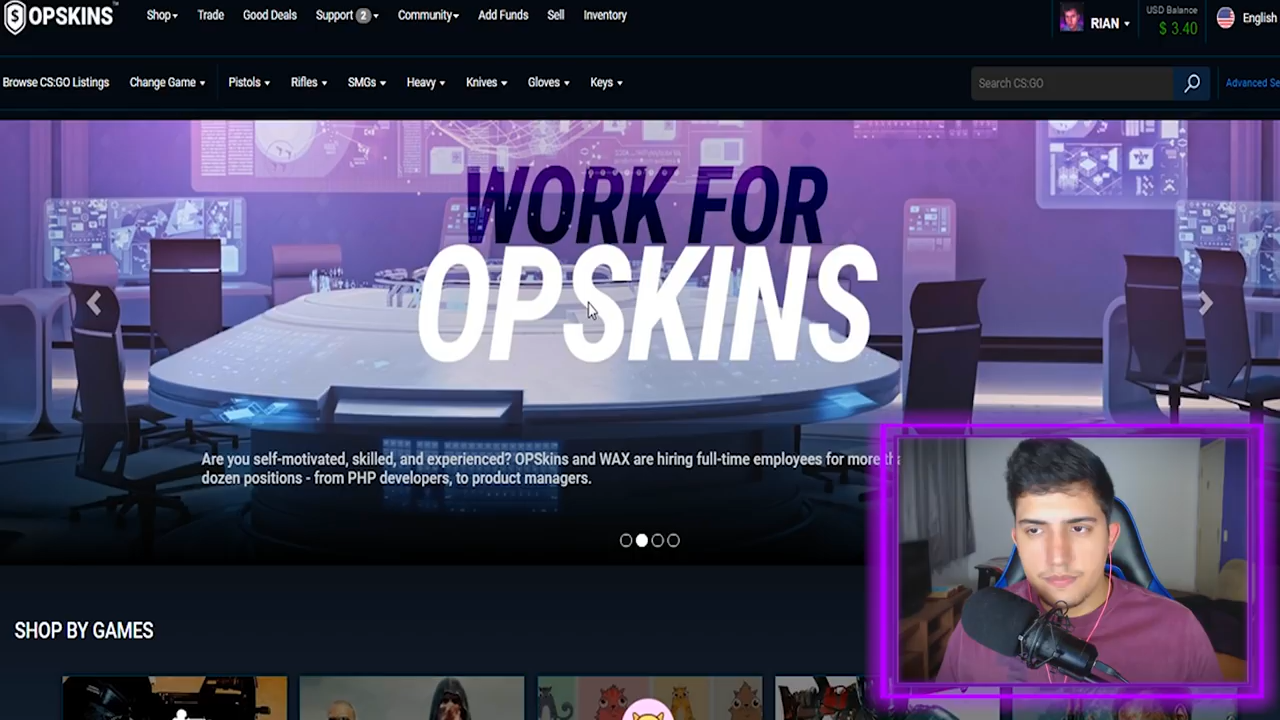 OPSKINS
Shop Trade Good Deals Support 2 Community Add Funds Sell Inventory
RIAN
USD Balance
$ 3.40
English
Browse CS:GO Listings Change Game Pistols Rifles SMGs Heavy Knives Gloves Keys
Search CS:GO
Advanced Se
WORK FOR
OPSKINS
Are you self-motivated, skilled, and experienced? OPSkins and WAX are hiring full-time employees for more th
dozen positions - from PHP developers, to product managers.
SHOP BY GAMES